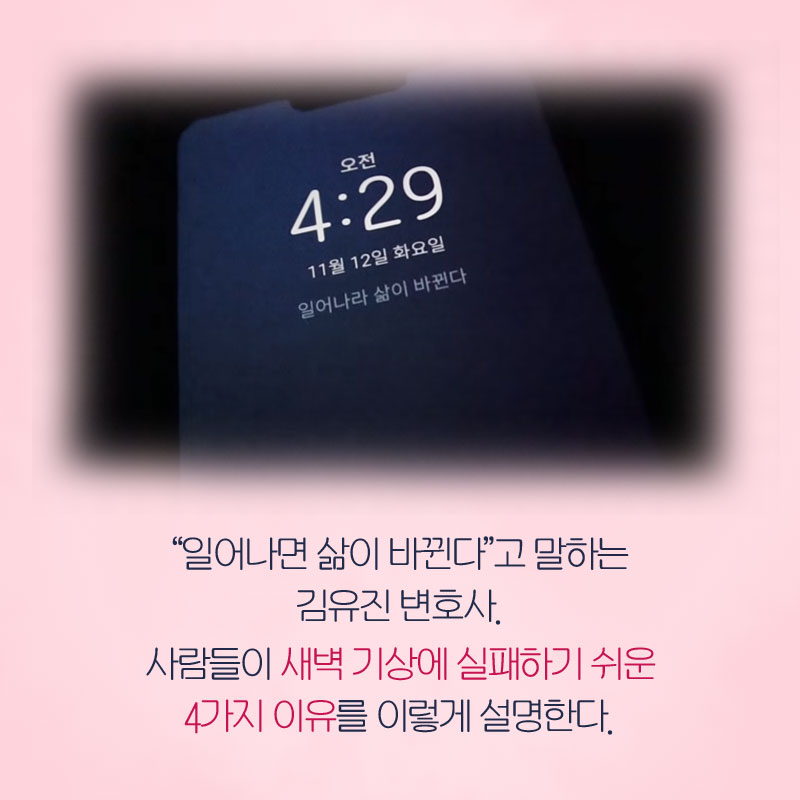 오전
4:29
11월 12일 화요일
일어나라 삶이 바뀐다
“일어나면 삶이 바뀐다”고 말하는
김유진 변호사.
사람들이 새벽 기상에 실패하기 쉬운
4가지 이유를 이렇게 설명한다.